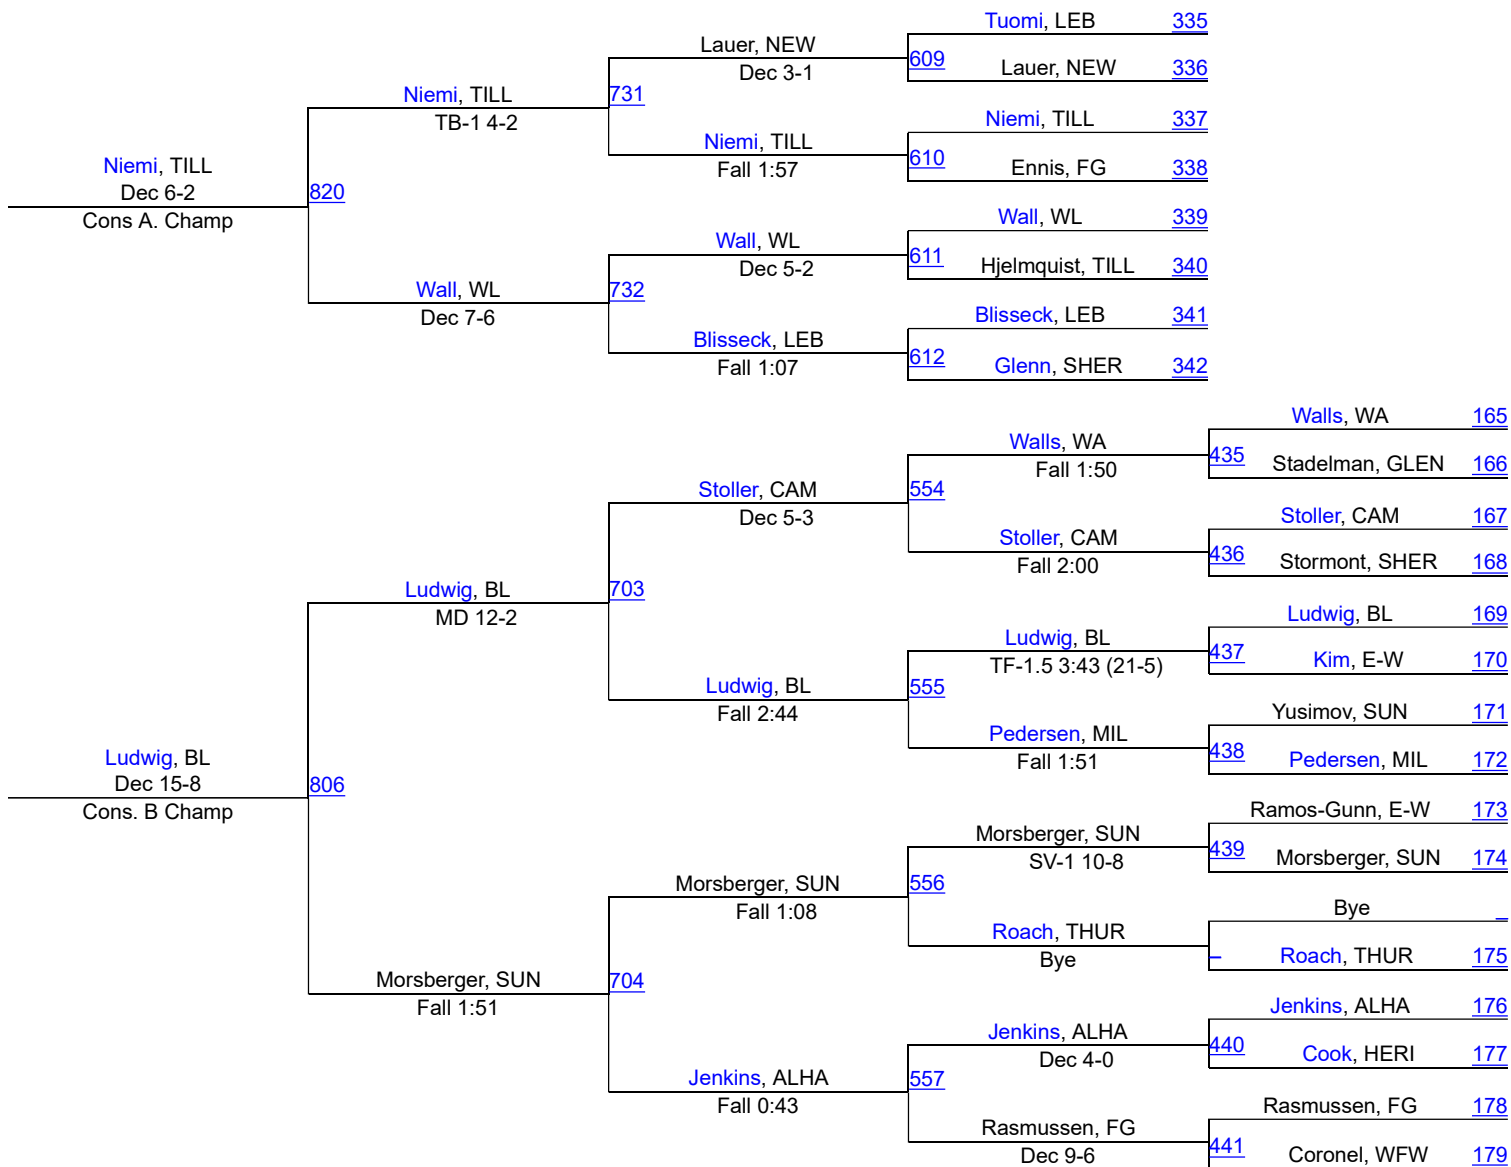 Tuomi, LEB 335
Lauer, NEW
Dec 3-1
609
Lauer, NEW 336
Niemi, TILL
TB-1 4-2
731
Niemi, TILL 337
Niemi, TILL
Fall 1:57
610
Ennis, FG 338
Niemi, TILL
Dec 6-2
Cons A. Champ
820
Wall, WL 339
Wall, WL
Dec 5-2
611
Hjelmquist, TILL 340
Wall, WL
Dec 7-6
732
Blisseck, LEB 341
Blisseck, LEB
Fall 1:07
612
Glenn, SHER 342
Walls, WA 165
Walls, WA
Fall 1:50
435
Stadelman, GLEN 166
Stoller, CAM
Dec 5-3
554
Stoller, CAM 167
Stoller, CAM
Fall 2:00
436
Stormont, SHER 168
Ludwig, BL
MD 12-2
703
Ludwig, BL 169
Ludwig, BL
TF-1.5 3:43 (21-5)
437
Kim, E-W 170
Ludwig, BL
Fall 2:44
555
Yusimov, SUN 171
Pedersen, MIL
Fall 1:51
438
Pedersen, MIL 172
Ludwig, BL
Dec 15-8
Cons. B Champ
806
Ramos-Gunn, E-W 173
Morsberger, SUN
SV-1 10-8
439
Morsberger, SUN 174
Morsberger, SUN
Fall 1:08
556
Bye _
Roach, THUR
Bye
_
Roach, THUR 175
Morsberger, SUN
Fall 1:51
704
Jenkins, ALHA 176
Jenkins, ALHA
Dec 4-0
440
Cook, HERI 177
Jenkins, ALHA
Fall 0:43
557
Rasmussen, FG 178
Rasmussen, FG
Dec 9-6
441
Coronel, WFW 179